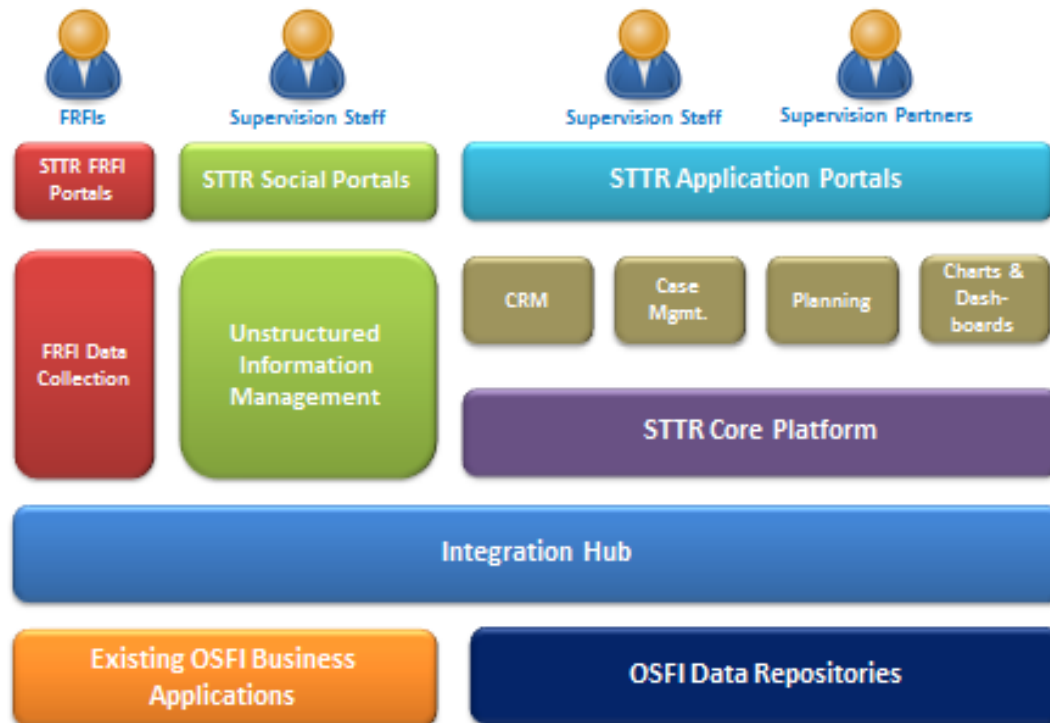 FRFIs
Supervision Staff
Supervision Staff
Supervision Partners
STTR FRFI
Portals
STTR Social Portals
STTR Application Portals
FRFI Data
Collection
Unstructured
Information
Management
CRM
Case
Mgmt.
Planning
Charts &
Dash-
boards
STTR Core Platform
Integration Hub
Existing OSFI Business
Applications
OSFI Data Repositories